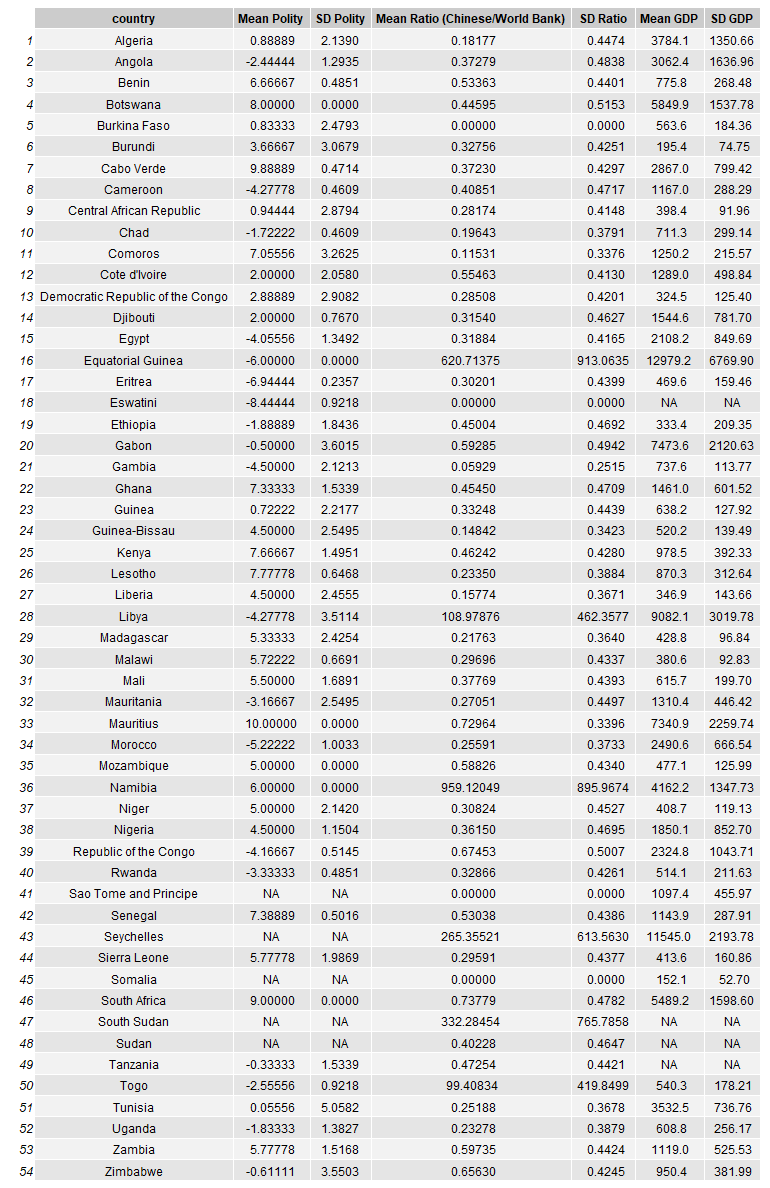 country Mean Polity SD Polity Mean Ratio (Chinese/World Bank) SD Ratio Mean GDP SD GDP
1 Algeria 0.88889 2.1390 0.18177 0.4474 3784.1 1350.66
2 Angola -2.44444 1.2935 0.37279 0.4838 3062.4 1636.96
3 Benin 6.66667 0.4851 0.53363 0.4401 775.8 268.48
4 Botswana 8.00000 0.0000 0.44595 0.5153 5849.9 1537.78
5 Burkina Faso 0.83333 2.4793 0.00000 0.0000 563.6 184.36
6 Burundi 3.66667 3.0679 0.32756 0.4251 195.4 74.75
7 Cabo Verde 9.88889 0.4714 0.37230 0.4297 2867.0 799.42
8 Cameroon -4.27778 0.4609 0.40851 0.4717 1167.0 288.29
9 Central African Republic 0.94444 2.8794 0.28174 0.4148 398.4 91.96
10 Chad -1.72222 0.4609 0.19643 0.3791 711.3 299.14
11 Comoros 7.05556 3.2625 0.11531 0.3376 1250.2 215.57
12 Cote d'Ivoire 2.00000 2.0580 0.55463 0.4130 1289.0 498.84
13 Democratic Republic of the Congo 2.88889 2.9082 0.28508 0.4201 324.5 125.40
14 Djibouti 2.00000 0.7670 0.31540 0.4627 1544.6 781.70
15 Egypt -4.05556 1.3492 0.31884 0.4165 2108.2 849.69
16 Equatorial Guinea -6.00000 0.0000 620.71375 913.0635 12979.2 6769.90
17 Eritrea -6.94444 0.2357 0.30201 0.4399 469.6 159.46
18 Eswatini -8.44444 0.9218 0.00000 0.0000 NA NA
19 Ethiopia -1.88889 1.8436 0.45004 0.4692 333.4 209.35
20 Gabon -0.50000 3.6015 0.59285 0.4942 7473.6 2120.63
21 Gambia -4.50000 2.1213 0.05929 0.2515 737.6 113.77
22 Ghana 7.33333 1.5339 0.45450 0.4709 1461.0 601.52
23 Guinea 0.72222 2.2177 0.33248 0.4439 638.2 127.92
24 Guinea-Bissau 4.50000 2.5495 0.14842 0.3423 520.2 139.49
25 Kenya 7.66667 1.4951 0.46242 0.4280 978.5 392.33
26 Lesotho 7.77778 0.6468 0.23350 0.3884 870.3 312.64
27 Liberia 4.50000 2.4555 0.15774 0.3671 346.9 143.66
28 Libya -4.27778 3.5114 108.97876 462.3577 9082.1 3019.78
29 Madagascar 5.33333 2.4254 0.21763 0.3640 428.8 96.84
30 Malawi 5.72222 0.6691 0.29696 0.4337 380.6 92.83
31 Mali 5.50000 1.6891 0.37769 0.4393 615.7 199.70
32 Mauritania -3.16667 2.5495 0.27051 0.4497 1310.4 446.42
33 Mauritius 10.00000 0.0000 0.72964 0.3396 7340.9 2259.74
34 Morocco -5.22222 1.0033 0.25591 0.3733 2490.6 666.54
35 Mozambique 5.00000 0.0000 0.58826 0.4340 477.1 125.99
36 Namibia 6.00000 0.0000 959.12049 895.9674 4162.2 1347.73
37 Niger 5.00000 2.1420 0.30824 0.4527 408.7 119.13
38 Nigeria 4.50000 1.1504 0.36150 0.4695 1850.1 852.70
39 Republic of the Congo -4.16667 0.5145 0.67453 0.5007 2324.8 1043.71
40 Rwanda -3.33333 0.4851 0.32866 0.4261 514.1 211.63
41 Sao Tome and Principe NA NA 0.00000 0.0000 1097.4 455.97
42 Senegal 7.38889 0.5016 0.53038 0.4386 1143.9 287.91
43 Seychelles NA NA 265.35521 613.5630 11545.0 2193.78
44 Sierra Leone 5.77778 1.9869 0.29591 0.4377 413.6 160.86
45 Somalia NA NA 0.00000 0.0000 152.1 52.70
46 South Africa 9.00000 0.0000 0.73779 0.4782 5489.2 1598.60
47 South Sudan NA NA 332.28454 765.7858 NA NA
48 Sudan NA NA 0.40228 0.4647 NA NA
49 Tanzania -0.33333 1.5339 0.47254 0.4421 NA NA
50 Togo -2.55556 0.9218 99.40834 419.8499 540.3 178.21
51 Tunisia 0.05556 5.0582 0.25188 0.3678 3532.5 736.76
52 Uganda -1.83333 1.3827 0.23278 0.3879 608.8 256.17
53 Zambia 5.77778 1.5168 0.59735 0.4424 1119.0 525.53
54 Zimbabwe -0.61111 3.5503 0.65630 0.4245 950.4 381.99